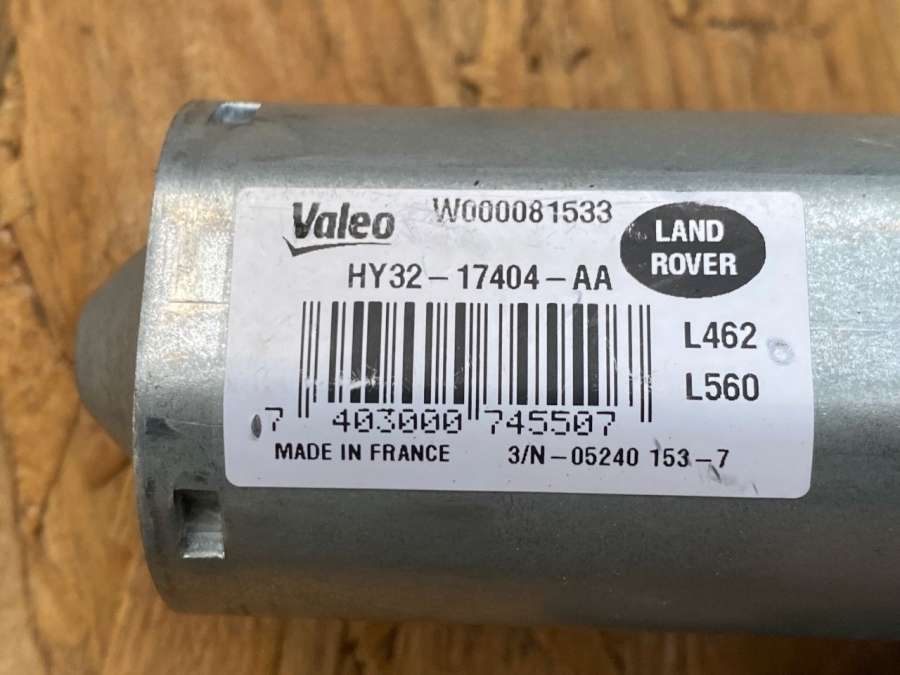 Valeo W000081533
LAND
ROVER
HY32-17404-AA
L462
L560
7 403000 745507
MADE IN FRANCE 3/N-05240 153-7